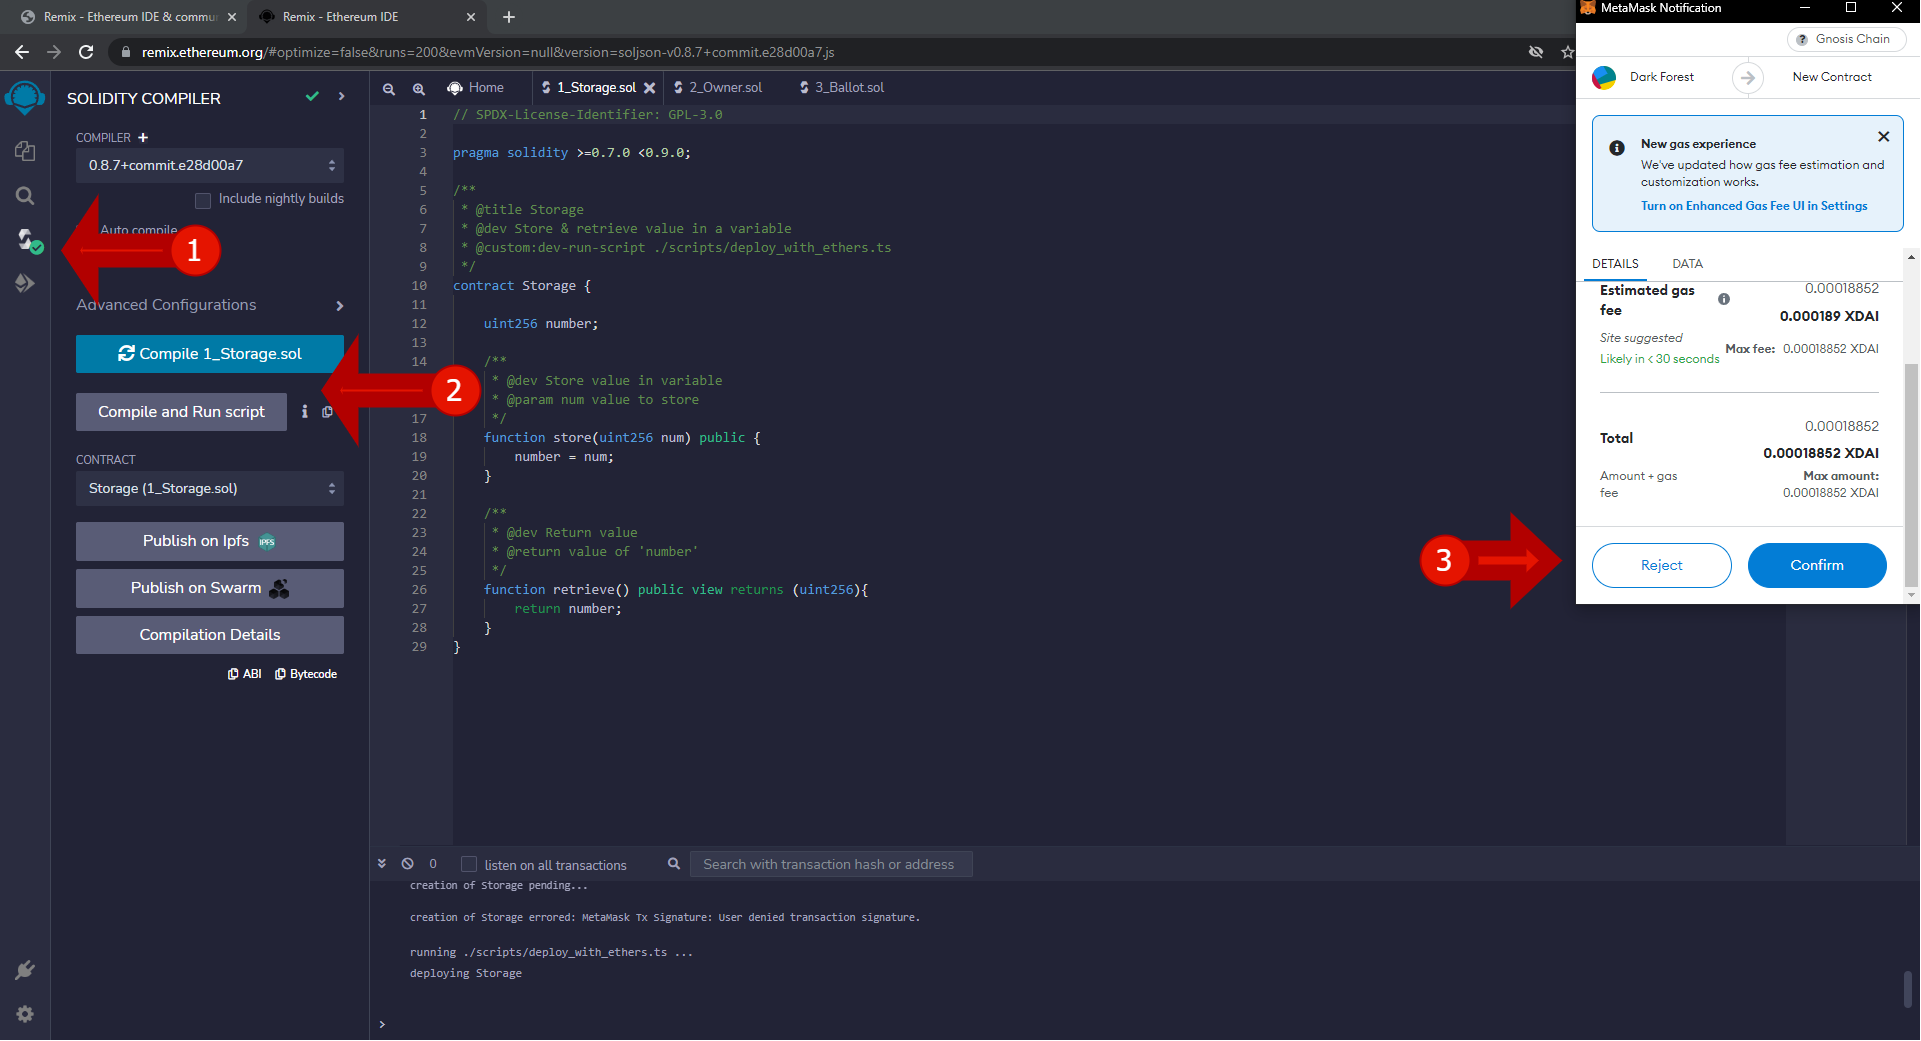 Remix - Ethereum IDE & commu
Remix - Ethereum IDE
remix.ethereum.org/#optimize=false&runs=200&evmVersion=null&version=soljson-v0.8.7+commit.e28d00a7.js
SOLIDITY COMPILER
COMPILER
0.8.7+commit.e28d00a7
Include nightly builds
Auto compile
1
Advanced Configurations
Compile 1_Storage.sol
2
Compile and Run script
CONTRACT
Storage (1_Storage.sol)
Publish on Ipfs IPFS
Publish on Swarm
Compilation Details
ABI Bytecode
Home
1_Storage.sol
2_Owner.sol
3_Ballot.sol
1 // SPDX-License-Identifier: GPL-3.0
2
3 pragma solidity >=0.7.0 <0.9.0;
4
5 /**
6 * @title Storage
7 * @dev Store & retrieve value in a variable
8 * @custom:dev-run-script ./scripts/deploy_with_ethers.ts
9 */
10 contract Storage {
11
12 uint256 number;
13
14 /**
* @dev Store value in variable
* @param num value to store
17 */
18 function store(uint256 num) public {
19 number = num;
20 }
21
22 /**
23 * @dev Return value
24 * @return value of 'number'
25 */
26 function retrieve() public view returns (uint256){
27 return number;
28 }
29 }
0
listen on all transactions
Search with transaction hash or address
creation of Storage pending...
creation of Storage errored: MetaMask Tx Signature: User denied transaction signature.
running ./scripts/deploy_with_ethers.ts ...
deploying Storage
>
MetaMask Notification
? Gnosis Chain
Dark Forest
New Contract
New gas experience
We've updated how gas fee estimation and
customization works.
Turn on Enhanced Gas Fee UI in Settings
DETAILS
DATA
Estimated gas
fee
0.00018852
0.000189 XDAI
Site suggested
Likely in < 30 seconds
Max fee: 0.00018852 XDAI
Total
0.00018852
0.00018852 XDAI
Amount + gas
fee
Max amount:
0.00018852 XDAI
3
Reject
Confirm